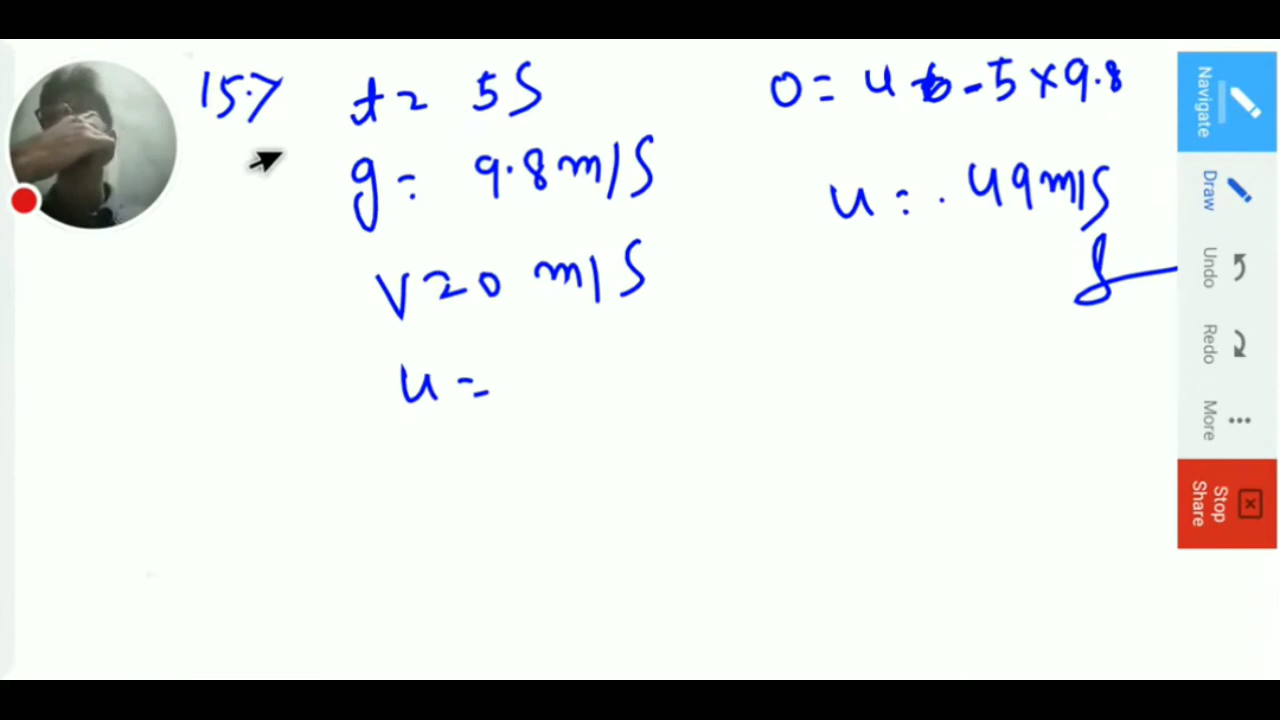 15.7
t = 5S
g = 9.8 m/S
v = 0 m/S
u =
0 = u - 5 × 9.8
u = 49 m/S
Navigate
Draw
Undo
Redo
More
Stop
Share